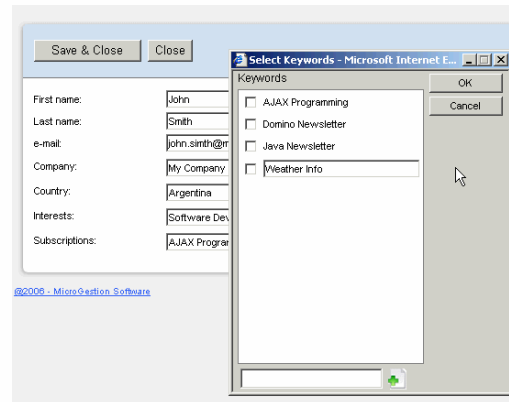 Save & Close
Close
First name:
John
Last name:
Smith
e-mail:
john.simth@m
Company:
My Company
Country:
Argentina
Interests:
Software Dev
Subscriptions:
AJAX Program
@2006 - MicroGestion Software
Select Keywords - Microsoft Internet E...
Keywords
AJAX Programming
Domino Newsletter
Java Newsletter
Weather Info
OK
Cancel